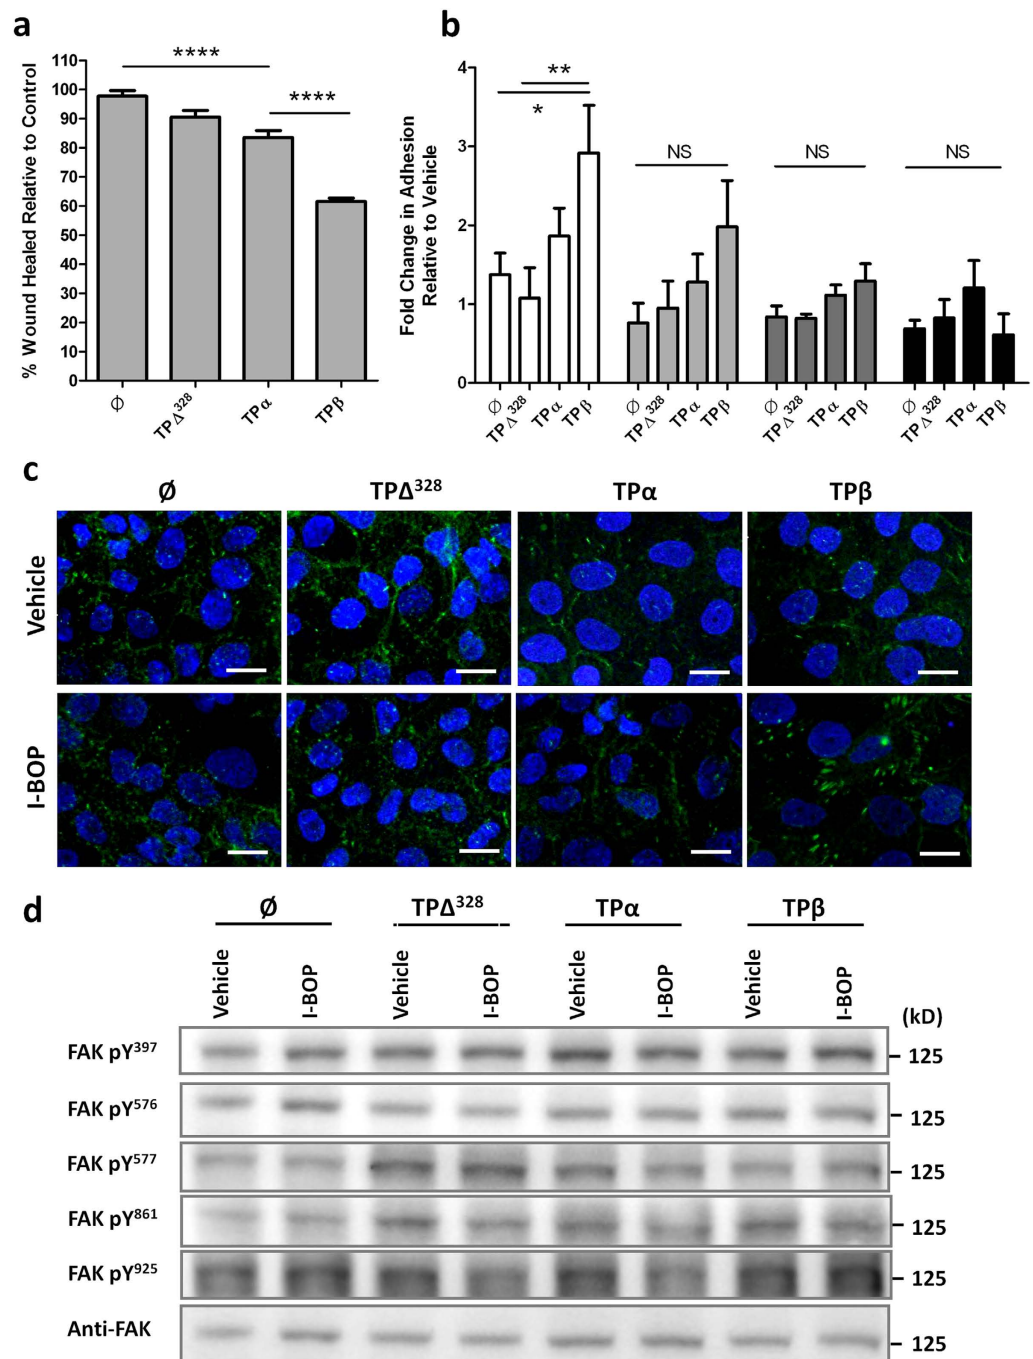 a
b
% Wound Healed Relative to Control
110
100
90
80
70
60
50
40
30
20
10
0
****
****
Ø
TPΔ³²⁸
TPα
TPβ
Fold Change in Adhesion
Relative to Vehicle
4
3
2
1
0
**
*
NS
NS
NS
Ø
TPΔ³²⁸
TPα
TPβ
Ø
TPΔ³²⁸
TPα
TPβ
Ø
TPΔ³²⁸
TPα
TPβ
Ø
TPΔ³²⁸
TPα
TPβ
c
Ø TPΔ³²⁸ TPα TPβ
Vehicle
I-BOP
d
Ø TPΔ³²⁸ TPα TPβ
Vehicle I-BOP Vehicle I-BOP Vehicle I-BOP Vehicle I-BOP
(kD)
FAK pY³⁹⁷ 125
FAK pY⁵⁷⁶ 125
FAK pY⁵⁷⁷ 125
FAK pY⁸⁶¹ 125
FAK pY⁹²⁵ 125
Anti-FAK 125